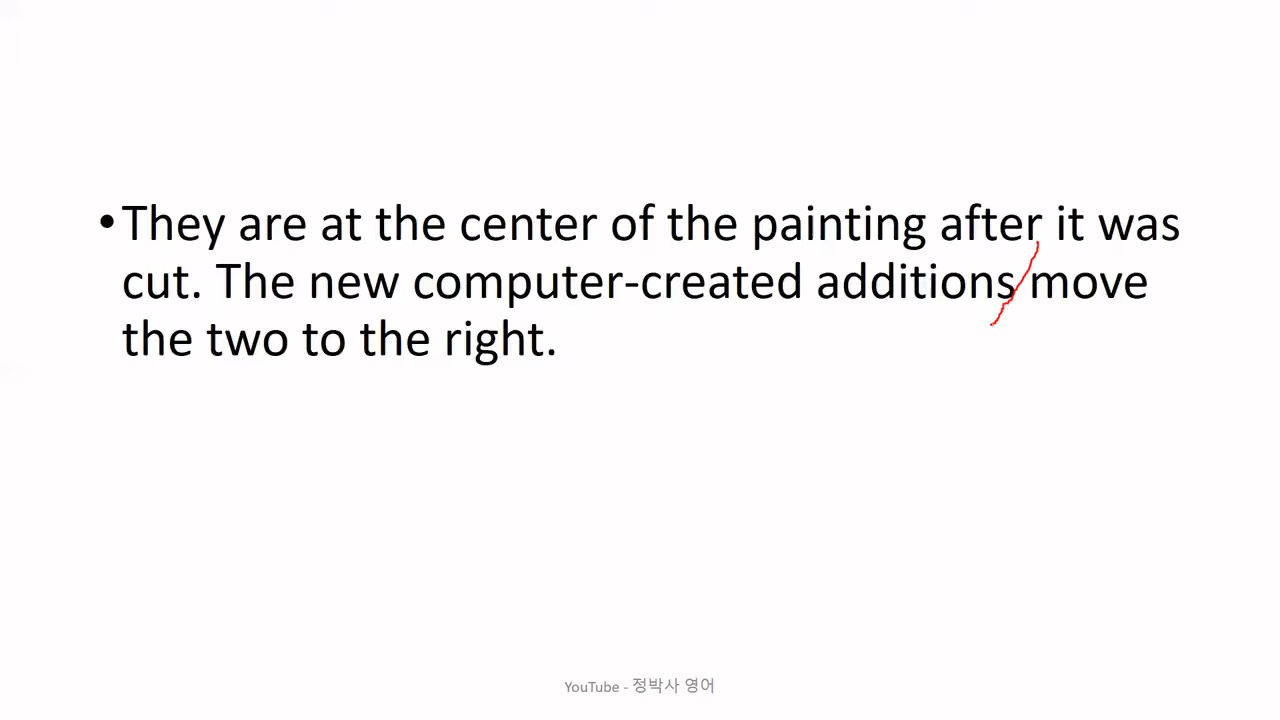 •They are at the center of the painting after it was
cut. The new computer-created additions move
the two to the right.
YouTube - 정박사 영어